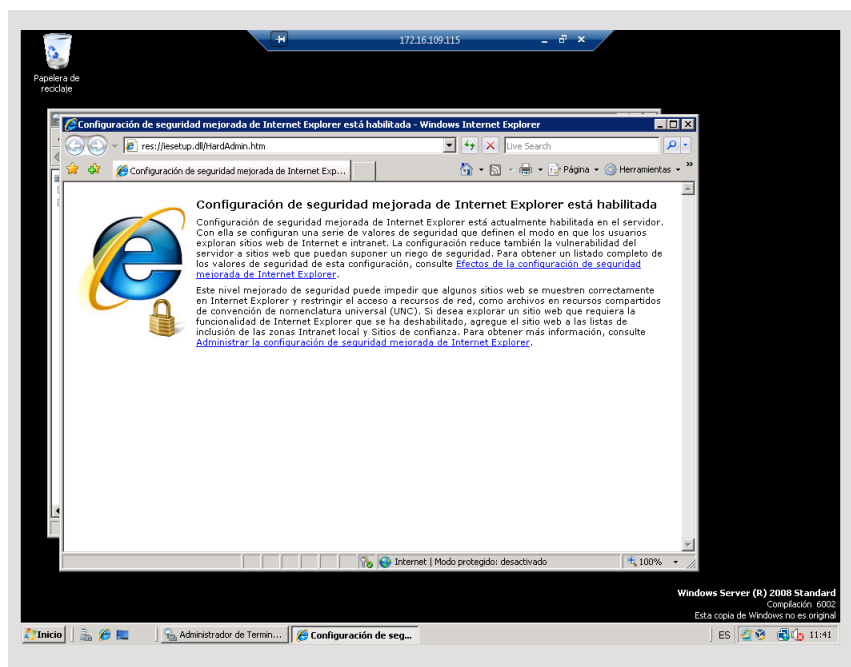 172.16.109.115
Papelera de
reciclaje
Configuración de seguridad mejorada de Internet Explorer está habilitada - Windows Internet Explorer
res://iesetup.dll/HardAdmin.htm
Live Search
Configuración de seguridad mejorada de Internet Exp...
Página
Herramientas
Configuración de seguridad mejorada de Internet Explorer está habilitada
Configuración de seguridad mejorada de Internet Explorer está actualmente habilitada en el servidor.
Con ella se configuran una serie de valores de seguridad que definen el modo en que los usuarios
exploran sitios web de Internet e intranet. La configuración reduce también la vulnerabilidad del
servidor a sitios web que puedan suponer un riego de seguridad. Para obtener un listado completo de
los valores de seguridad de esta configuración, consulte Efectos de la configuración de seguridad
mejorada de Internet Explorer.
Este nivel mejorado de seguridad puede impedir que algunos sitios web se muestren correctamente
en Internet Explorer y restringir el acceso a recursos de red, como archivos en recursos compartidos
de convención de nomenclatura universal (UNC). Si desea explorar un sitio web que requiera la
funcionalidad de Internet Explorer que se ha deshabilitado, agregue el sitio web a las listas de
inclusión de las zonas Intranet local y Sitios de confianza. Para obtener más información, consulte
Administrar la configuración de seguridad mejorada de Internet Explorer.
Internet | Modo protegido: desactivado
100%
Windows Server (R) 2008 Standard
Compilación 6002
Esta copia de Windows no es original
Inicio
Administrador de Termin...
Configuración de seg...
ES
11:41